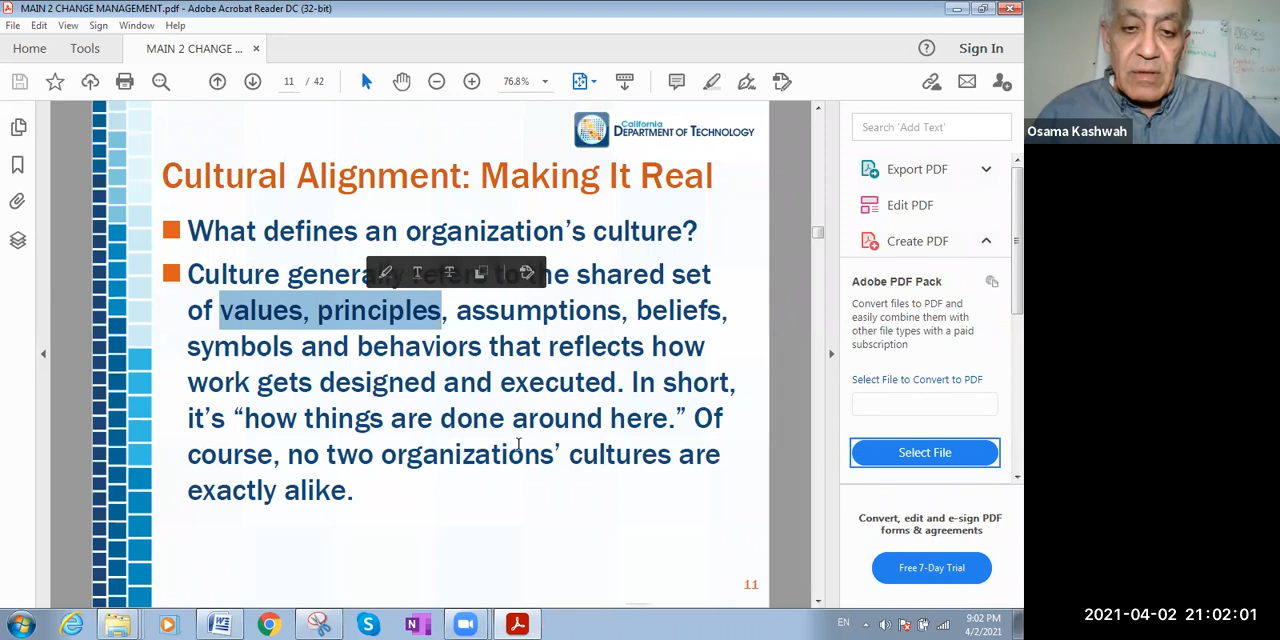 MAIN 2 CHANGE MANAGEMENT.pdf - Adobe Acrobat Reader DC (32-bit)
File Edit View Sign Window Help
Home Tools MAIN 2 CHANGE ... × Sign In
11 / 42 76.8%
California
DEPARTMENT OF TECHNOLOGY
Cultural Alignment: Making It Real
What defines an organization's culture?
Culture generally refers to the shared set
of values, principles, assumptions, beliefs,
symbols and behaviors that reflects how
work gets designed and executed. In short,
it's “how things are done around here.” Of
course, no two organizations’ cultures are
exactly alike.
11
Search 'Add Text'
Export PDF
Edit PDF
Create PDF
Adobe PDF Pack
Convert files to PDF and
easily combine them with
other file types with a paid
subscription
Select File to Convert to PDF
Select File
Convert, edit and e-sign PDF
forms & agreements
Free 7-Day Trial
Osama Kashwah
EN
9:02 PM
4/2/2021
2021-04-02 21:02:01